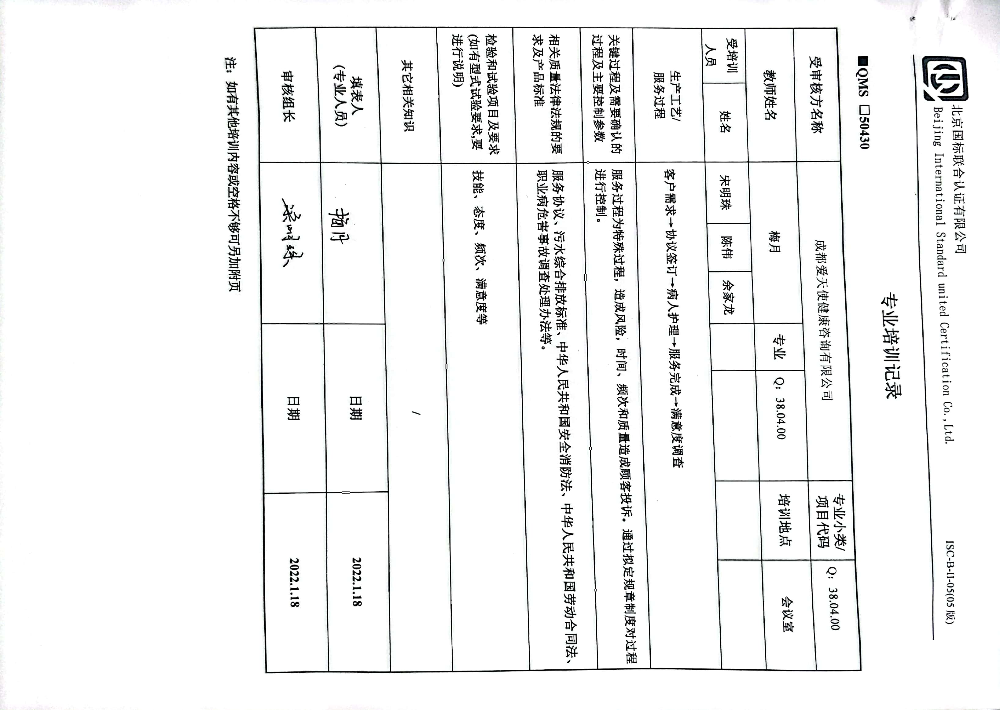 北京国标联合认证有限公司
Beijing International Standard united Certification Co.,Ltd.
ISC-B-II-05(05 版)
专业培训记录
■QMS □50430
受审核方名称
成都爱天使健康咨询有限公司
专业小类/
项目代码
Q: 38.04.00
教师姓名
梅月
专业
Q: 38.04.00
培训地点
会议室
受培训
人员
姓名
宋明珠
陈伟
余家龙
生产工艺/
服务过程
客户需求→协议签订→病人护理→服务完成→满意度调查
关键过程及需要确认的
过程及主要控制参数
服务过程为特殊过程，造成风险，时间、频次和质量造成顾客投诉。通过拟定规章制度对过程
进行控制。
相关质量法律法规的要
求及产品标准
服务协议、污水综合排放标准、中华人民共和国安全消防法、中华人民共和国劳动合同法、
职业病危害事故调查处理办法等。
检验和试验项目及要求
(如有型式试验要求,要
进行说明)
技能、态度、频次、满意度等
其它相关知识
/
填表人
(专业人员)
梅月
日期
2022.1.18
审核组长
宋明珠
日期
2022.1.18
注：如有其他培训内容或空格不够可另加附页